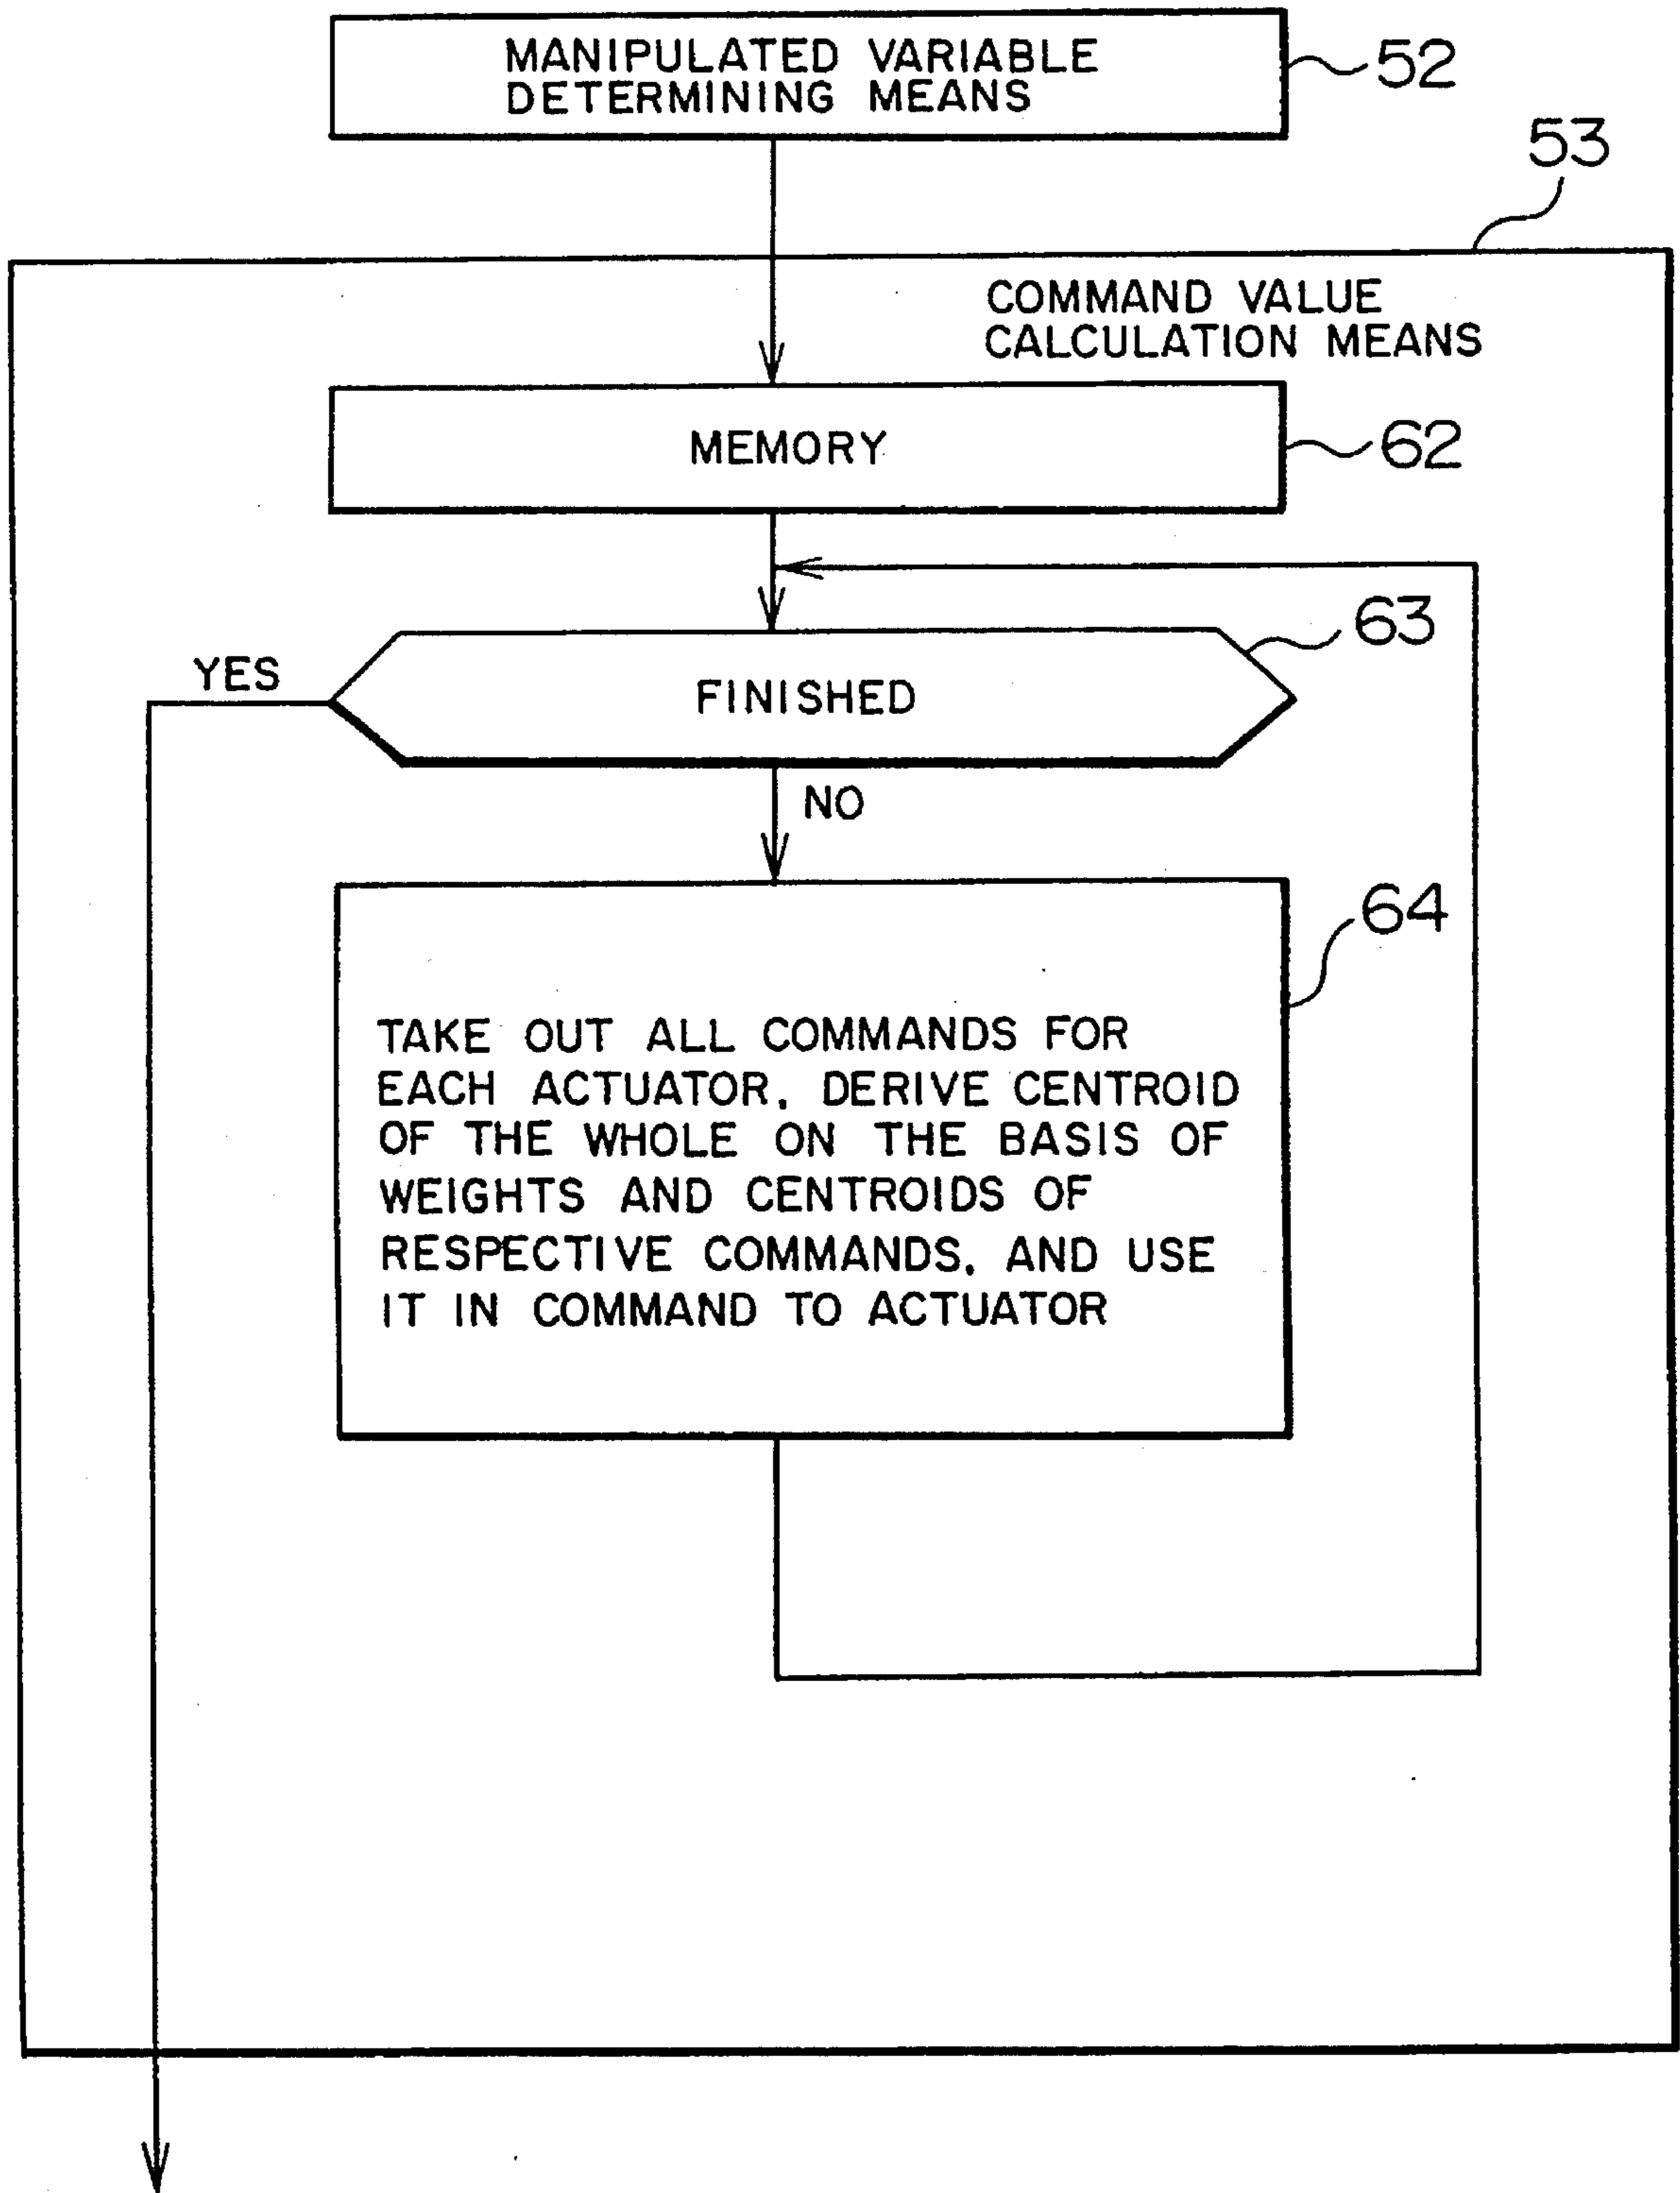 MANIPULATED VARIABLE
DETERMINING MEANS
52
53
COMMAND VALUE
CALCULATION MEANS
MEMORY
62
63
YES
FINISHED
NO
64
TAKE OUT ALL COMMANDS FOR
EACH ACTUATOR. DERIVE CENTROID
OF THE WHOLE ON THE BASIS OF
WEIGHTS AND CENTROIDS OF
RESPECTIVE COMMANDS. AND USE
IT IN COMMAND TO ACTUATOR